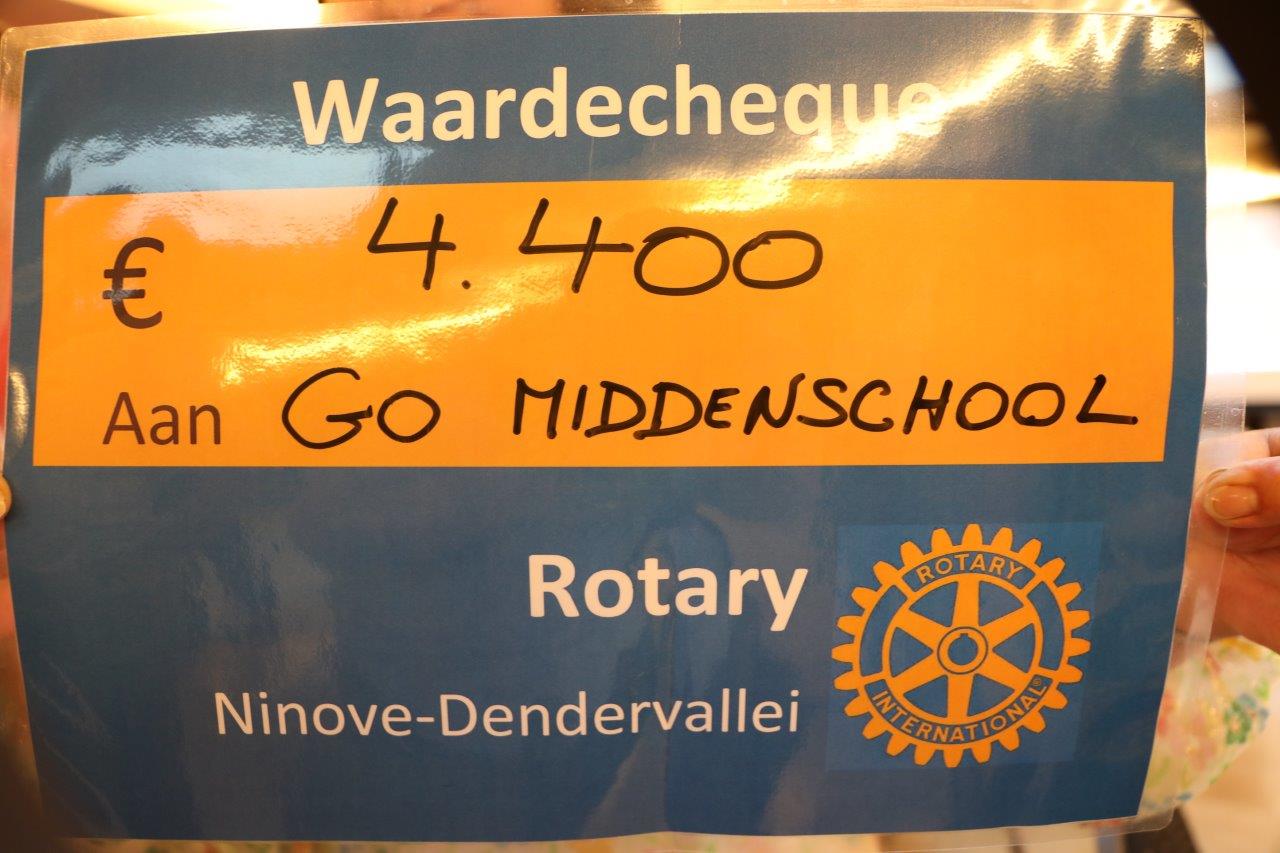 Waardecheque
€ 4.400
Aan GO MIDDENSCHOOL
Rotary
Ninove-Dendervallei
ROTARY
INTERNATIONAL®